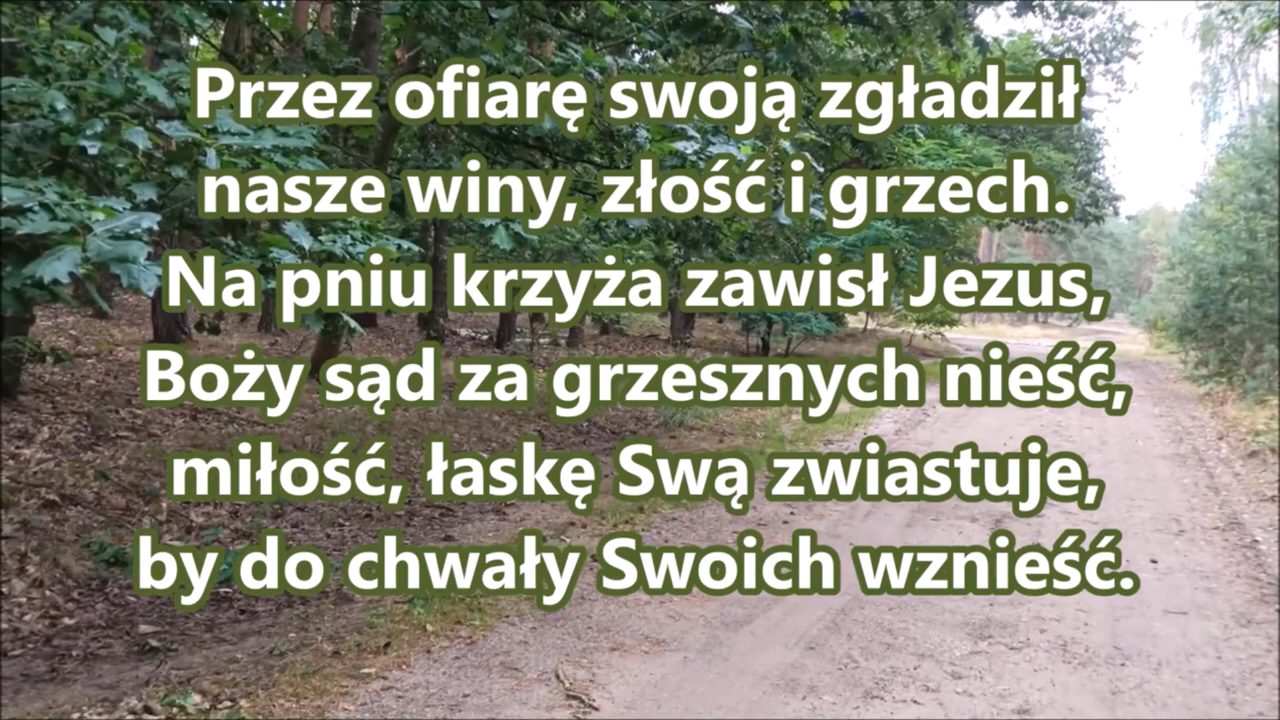 Przez ofiarę swoją zgładził
nasze winy, złość i grzech.
Na pniu krzyża zawisł Jezus,
Boży sąd za grzesznych nieść,
miłość, łaskę Swą zwiastuje,
by do chwały Swoich wznieść.